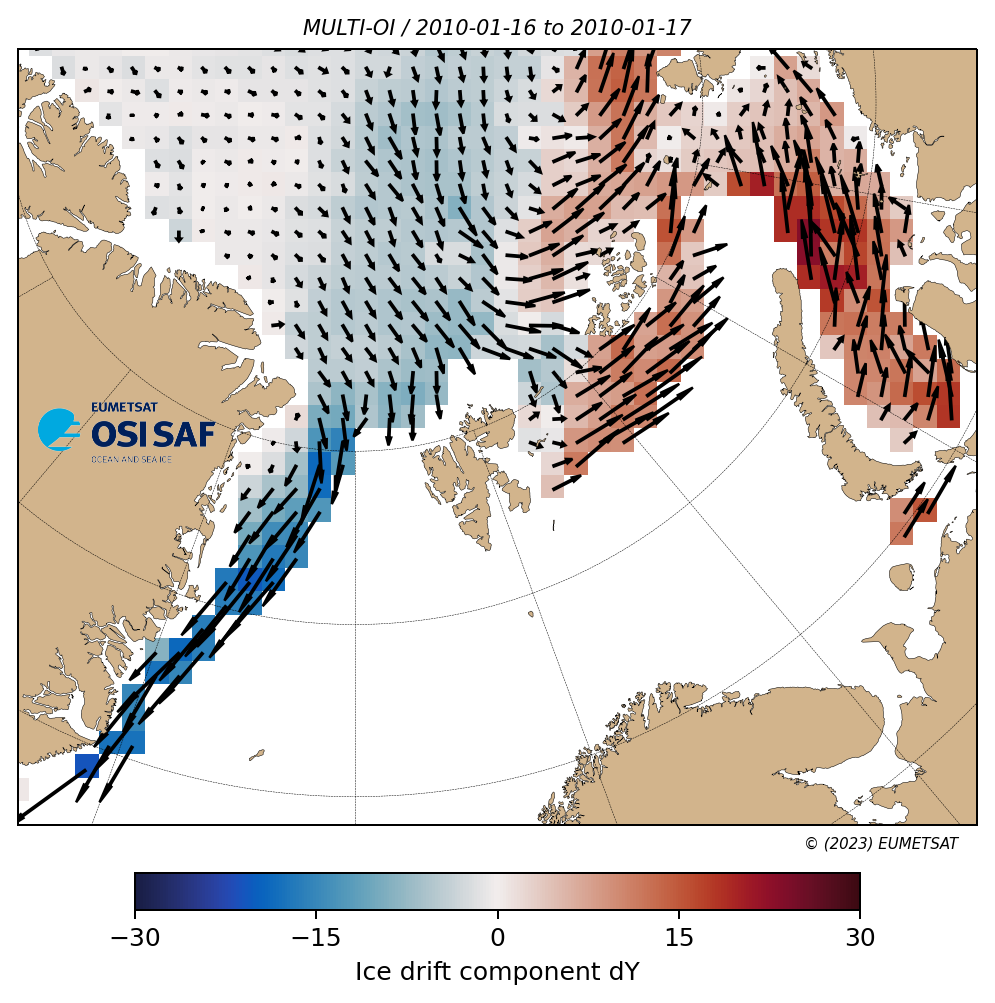 MULTI-OI / 2010-01-16 to 2010-01-17
EUMETSAT
OSI SAF
OCEAN AND SEA ICE
© (2023) EUMETSAT
−30 −15 0 15 30
Ice drift component dY